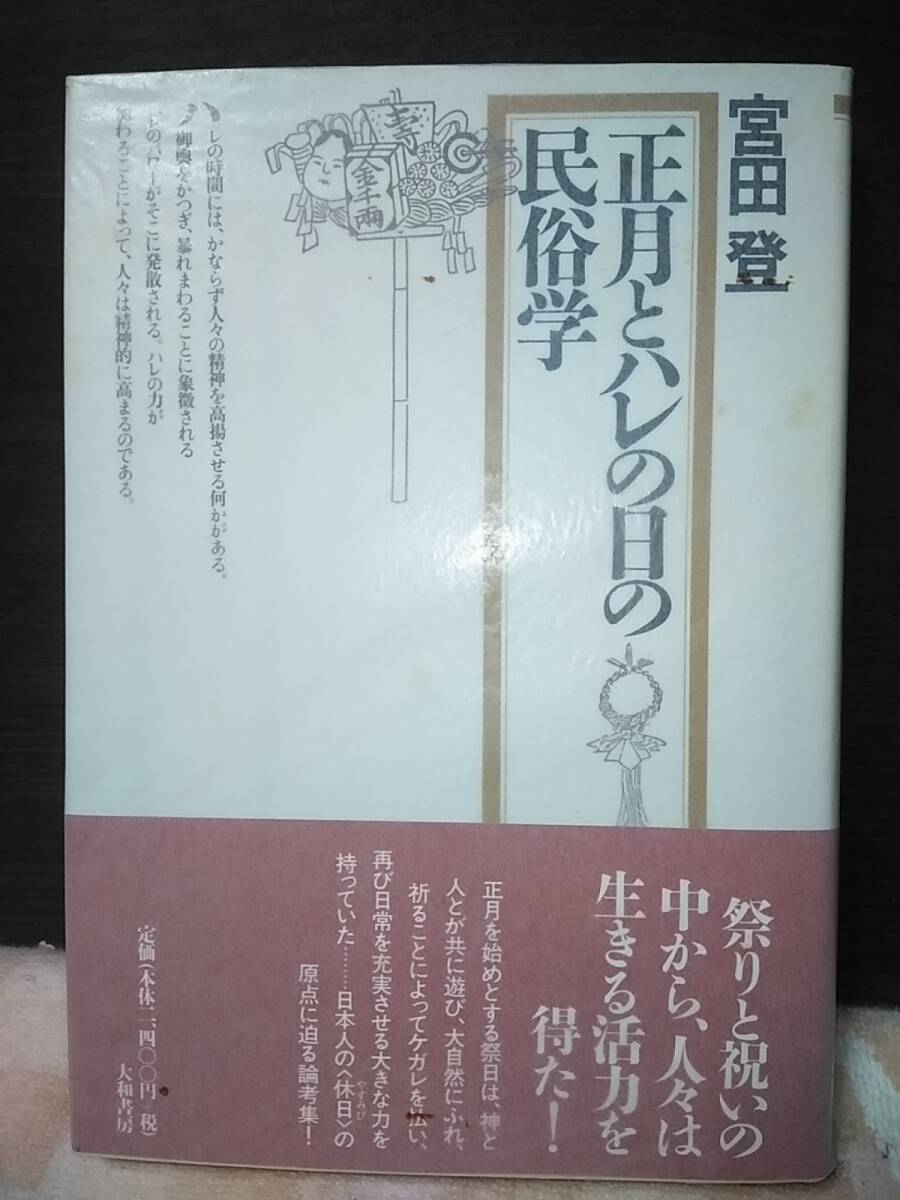 宮田 登
正月とハレの日の
民俗学
寿
金千両
ハレの時間には、かならず人々の精神を高揚させる何かがある。
御輿をかつぎ、暴れまわることに象徴される
がそこに発散される。ハレの力が
わることによって、人々は精神的に高まるのである。
祭りと祝いの
中から、人々は
生きる活力を
得た！
正月を始めとする祭日は、神と
人とが共に遊び、大自然にふれ、
祈ることによってケガレを払い、
再び日常を充実させる大きな力を
持っていた………日本人の〈休日〉の
やすみび
原点に迫る論考集！
定価（本体二、四〇〇円・税）
大和書房